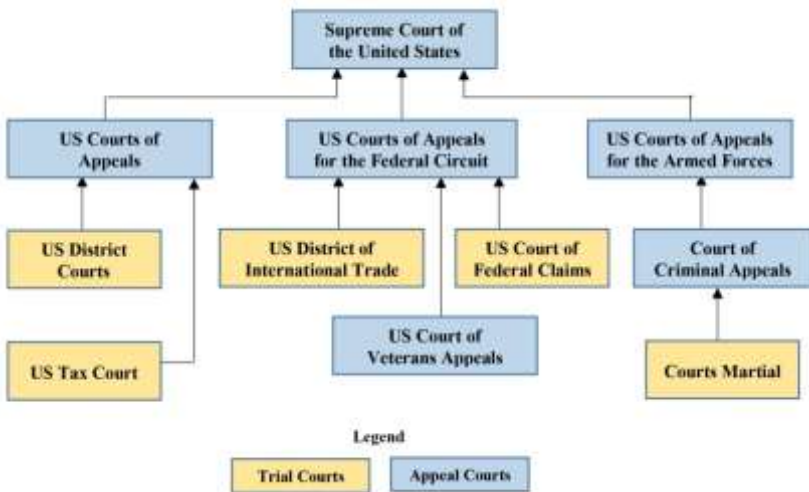 Supreme Court of
the United States
US Courts of
Appeals
US Courts of Appeals
for the Federal Circuit
US Courts of Appeals
for the Armed Forces
US District
Courts
US District of
International Trade
US Court of
Federal Claims
Court of
Criminal Appeals
US Tax Court
US Court of
Veterans Appeals
Courts Martial
Legend
Trial Courts
Appeal Courts